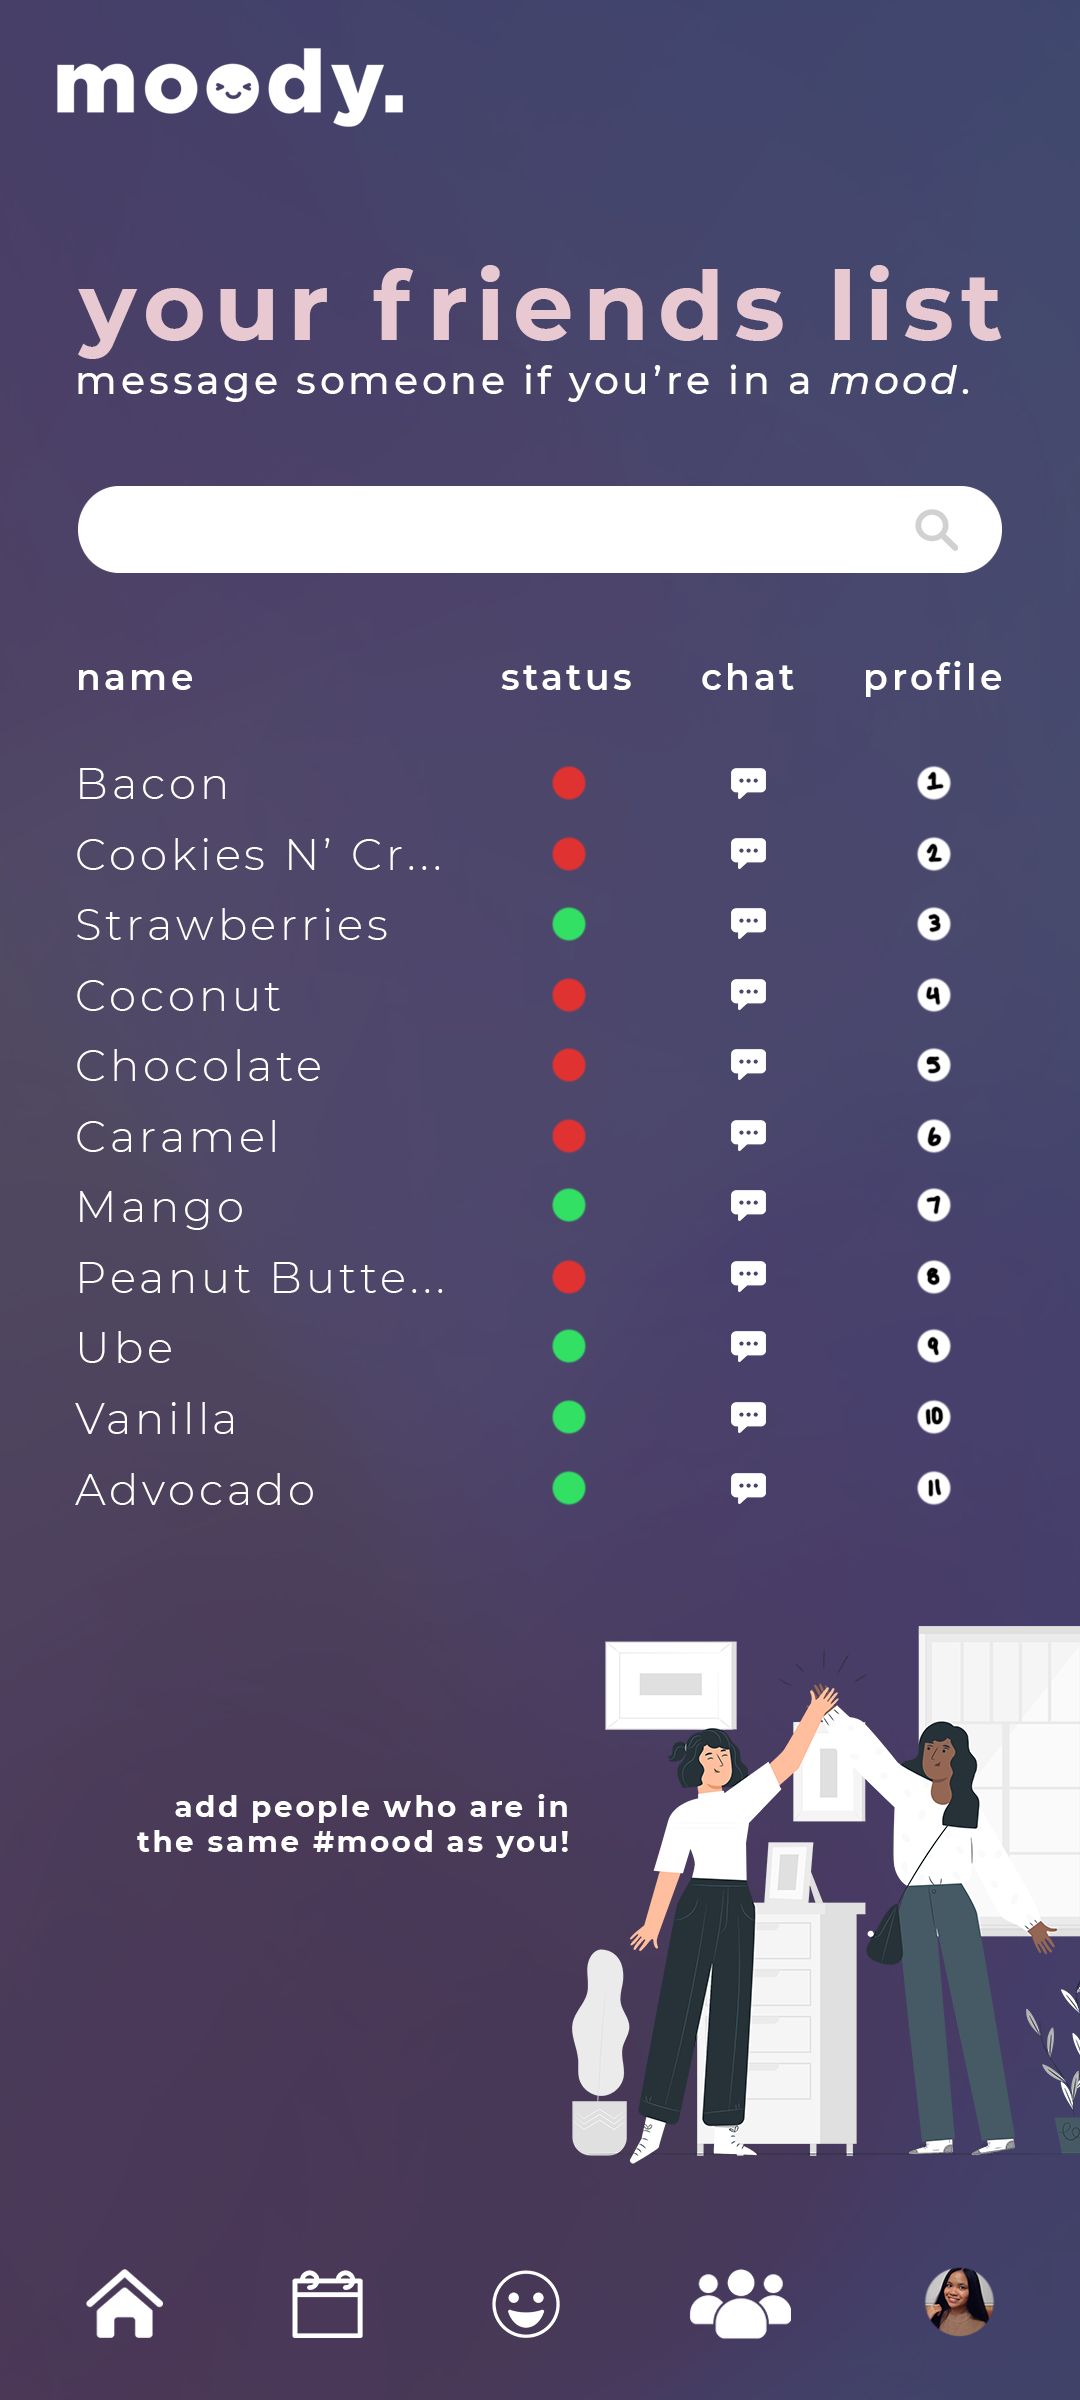 moody.
your friends list
message someone if you’re in a mood.
name status chat profile
Bacon 1
Cookies N’ Cr... 2
Strawberries 3
Coconut 4
Chocolate 5
Caramel 6
Mango 7
Peanut Butte... 8
Ube 9
Vanilla 10
Advocado 11
add people who are in
the same #mood as you!